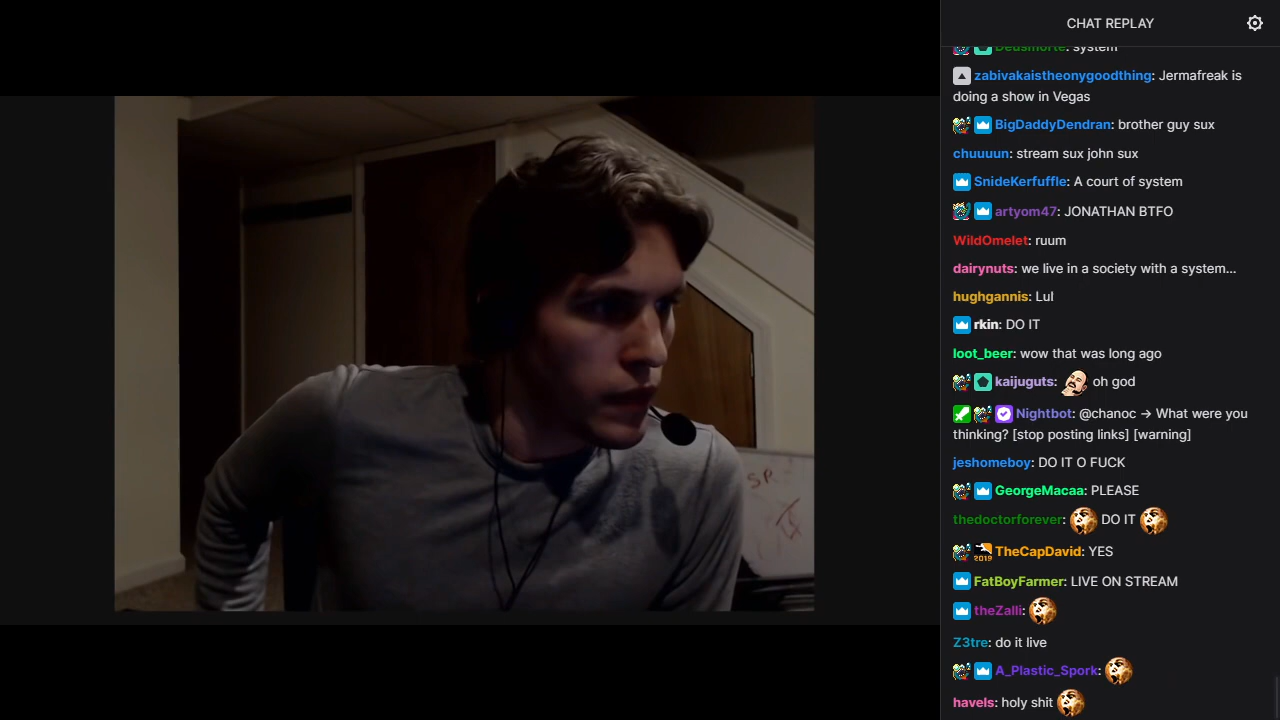 CHAT REPLAY
Deusmorte: system
zabivakaistheonygoodthing: Jermafreak is
doing a show in Vegas
BigDaddyDendran: brother guy sux
chuuuun: stream sux john sux
SnideKerfuffle: A court of system
artyom47: JONATHAN BTFO
WildOmelet: ruum
dairynuts: we live in a society with a system...
hughgannis: Lul
rkin: DO IT
loot_beer: wow that was long ago
kaijuguts: oh god
Nightbot: @chanoc -> What were you
thinking? [stop posting links] [warning]
jeshomeboy: DO IT O FUCK
GeorgeMacaa: PLEASE
thedoctorforever: DO IT
2019 TheCapDavid: YES
FatBoyFarmer: LIVE ON STREAM
theZalli:
Z3tre: do it live
A_Plastic_Spork:
havels: holy shit
SP